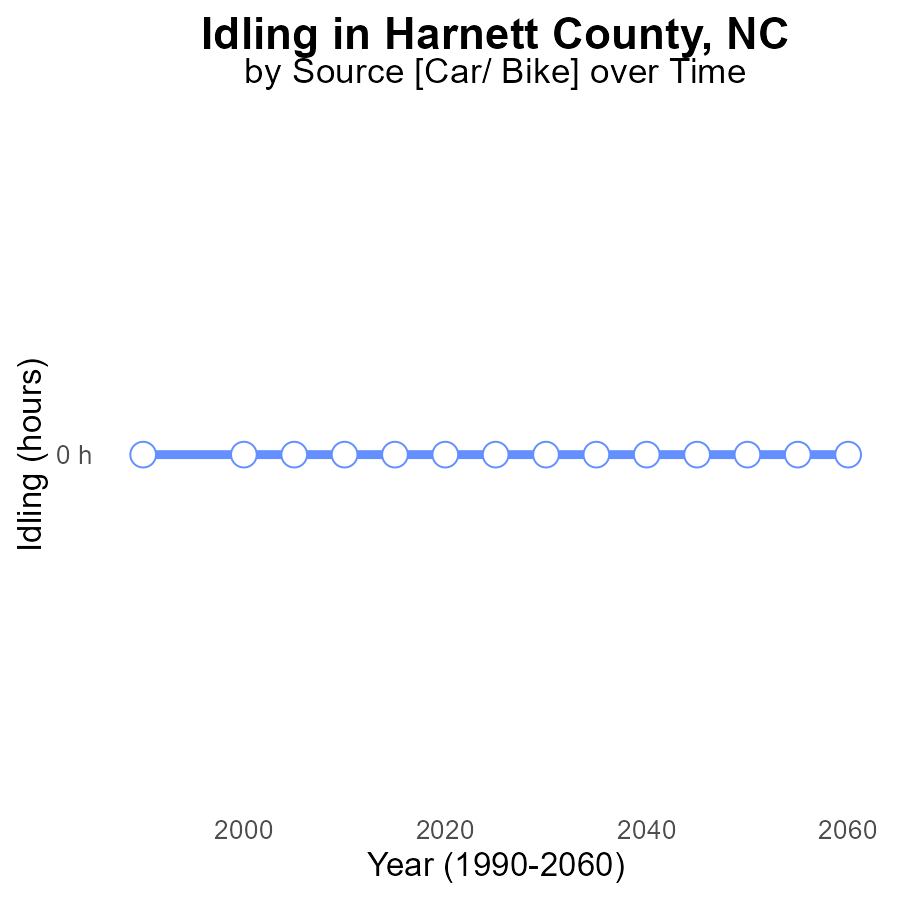 Idling in Harnett County, NC
by Source [Car/ Bike] over Time
Idling (hours)
0 h
2000
2020
2040
2060
Year (1990-2060)